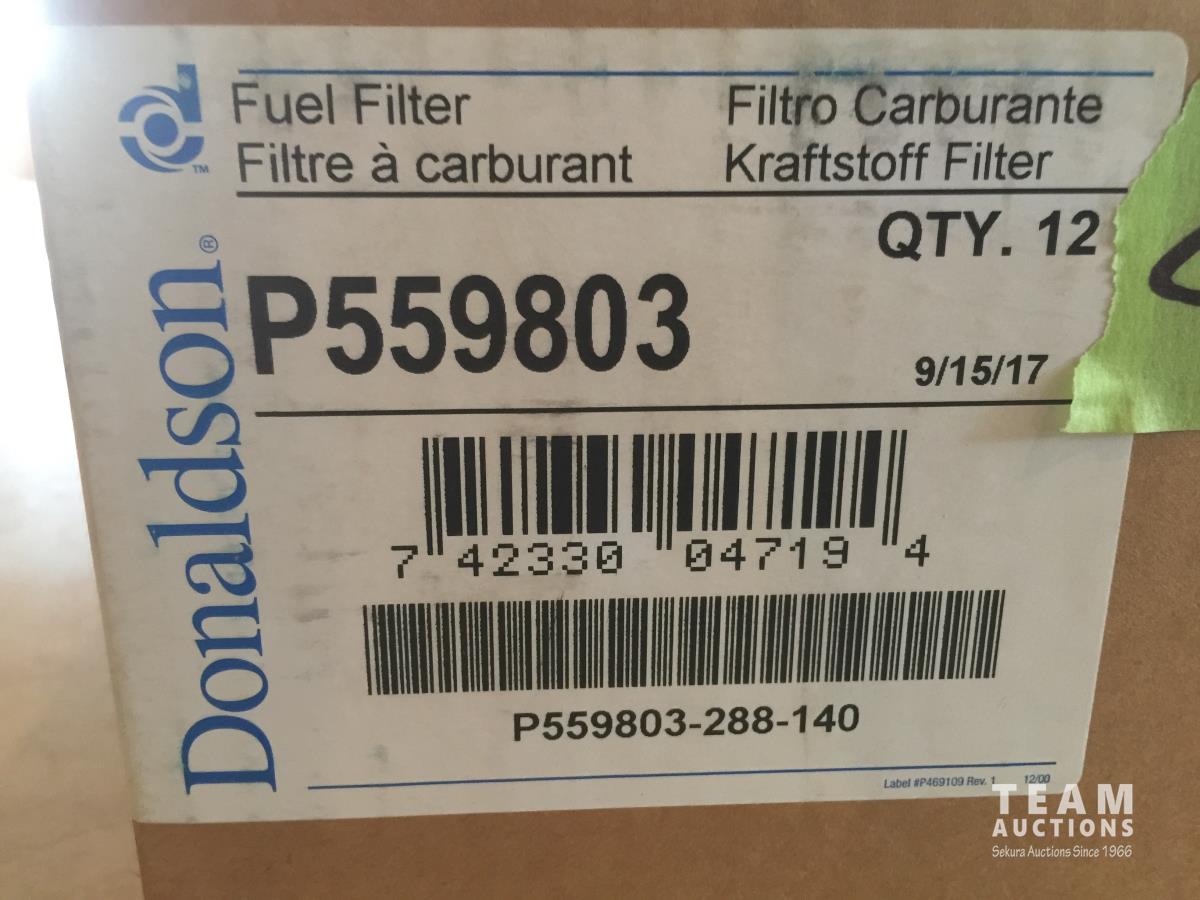 Fuel Filter
Filtro Carburante
Filtre à carburant
Kraftstoff Filter
TM
Donaldson®
QTY. 12
P559803
9/15/17
7 42330 04719 4
P559803-288-140
Label #P469109 Rev. 1 12/00
TEAM
AUCTIONS
Sekura Auctions Since 1966